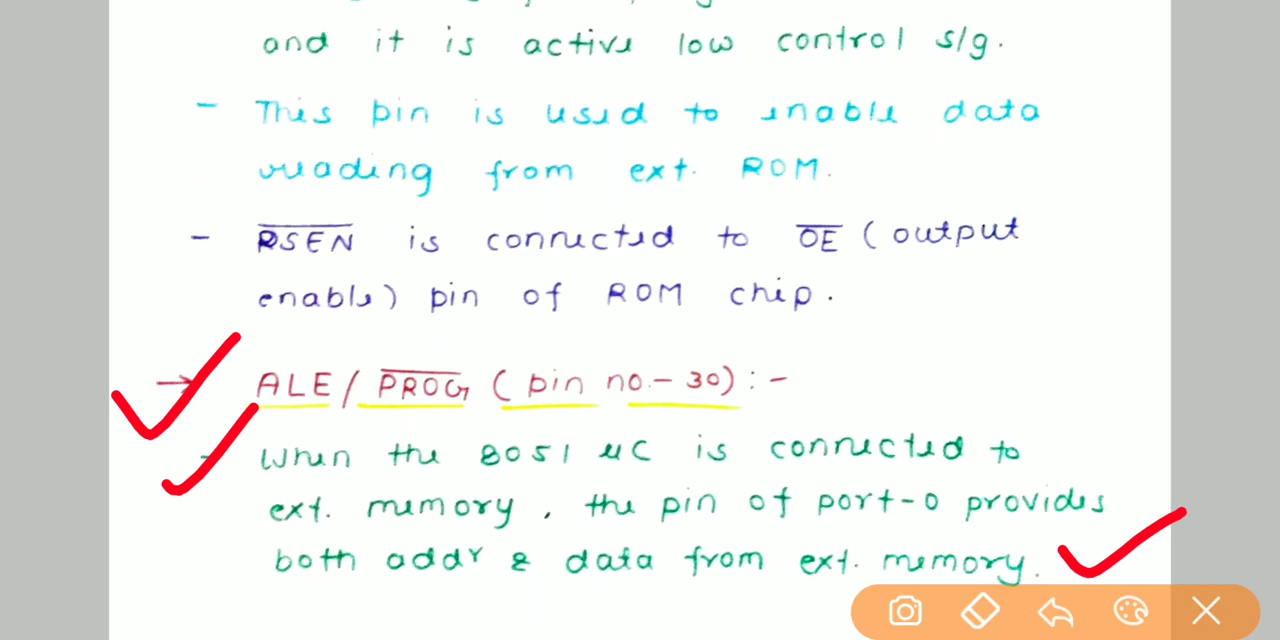 and it is active low control s/g.
- This pin is used to enable data
reading from ext. ROM.
- PSEN is connected to OE (output
enable) pin of ROM chip.
→ ALE/PROG (pin no.- 30) : -
- When the 8051 μC is connected to
ext. memory, the pin of port-0 provides
both addr & data from ext. memory.